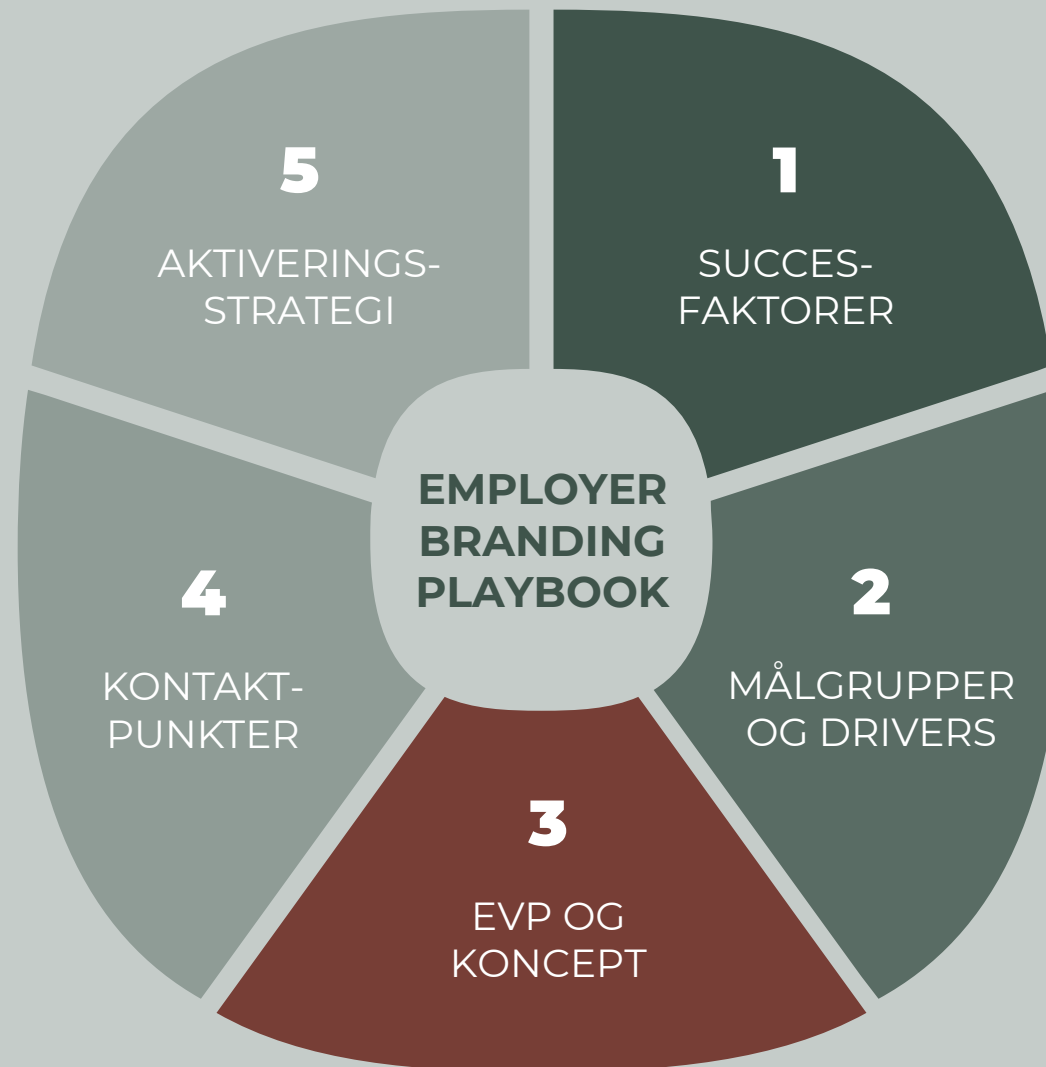 EMPLOYER
BRANDING
PLAYBOOK
1
SUCCES-
FAKTORER
2
MÅLGRUPPER
OG DRIVERS
3
EVP OG
KONCEPT
4
KONTAKT-
PUNKTER
5
AKTIVERINGS-
STRATEGI